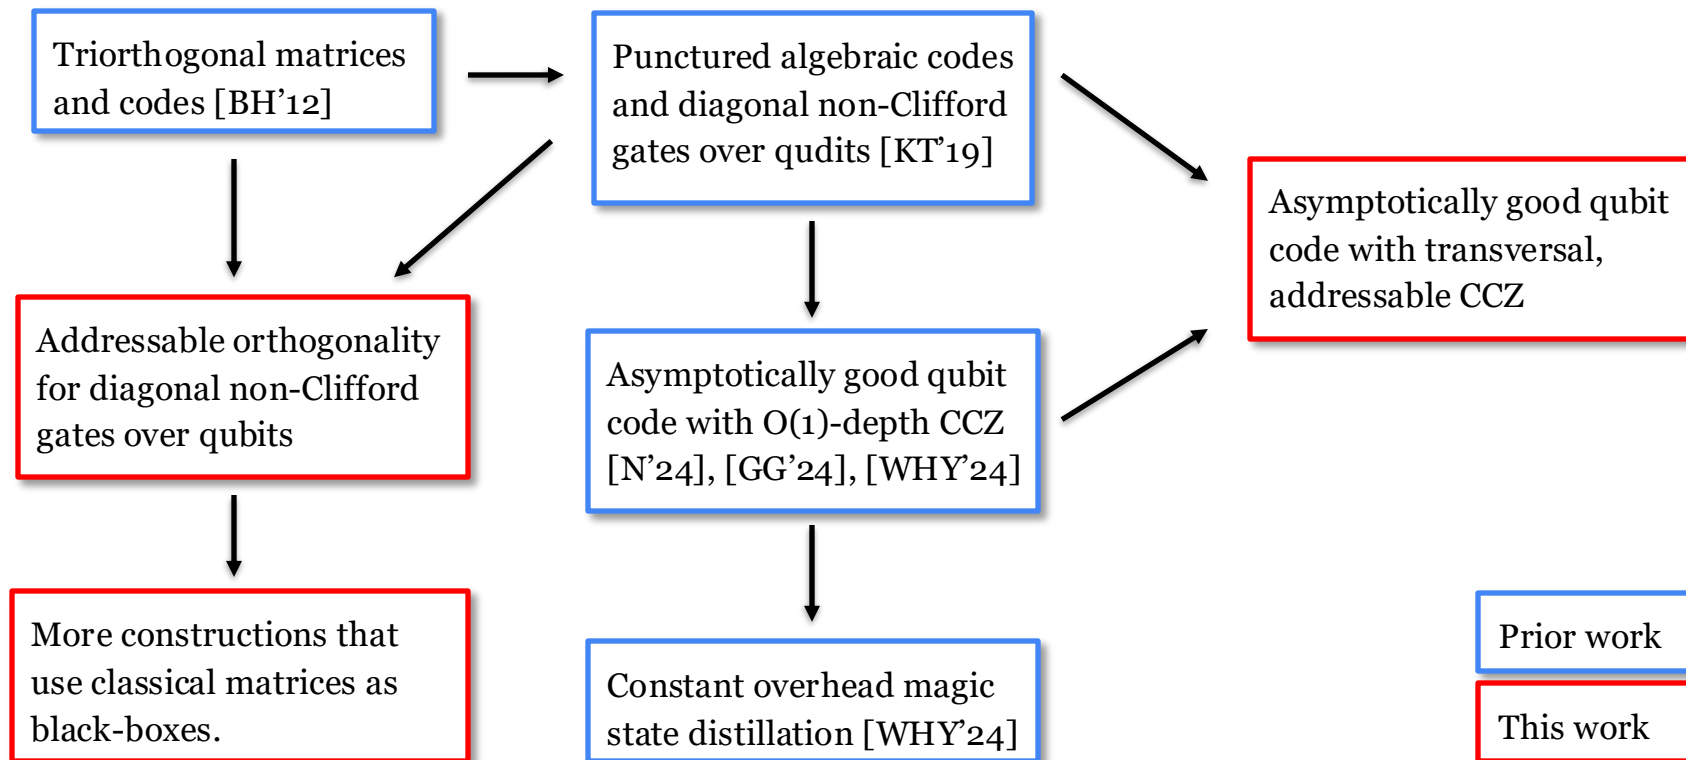 Triorthogonal matrices
and codes [BH’12]
Punctured algebraic codes
and diagonal non-Clifford
gates over qudits [KT’19]
Asymptotically good qubit
code with transversal,
addressable CCZ
Addressable orthogonality
for diagonal non-Clifford
gates over qubits
Asymptotically good qubit
code with O(1)-depth CCZ
[N’24], [GG’24], [WHY’24]
More constructions that
use classical matrices as
black-boxes.
Constant overhead magic
state distillation [WHY’24]
Prior work
This work